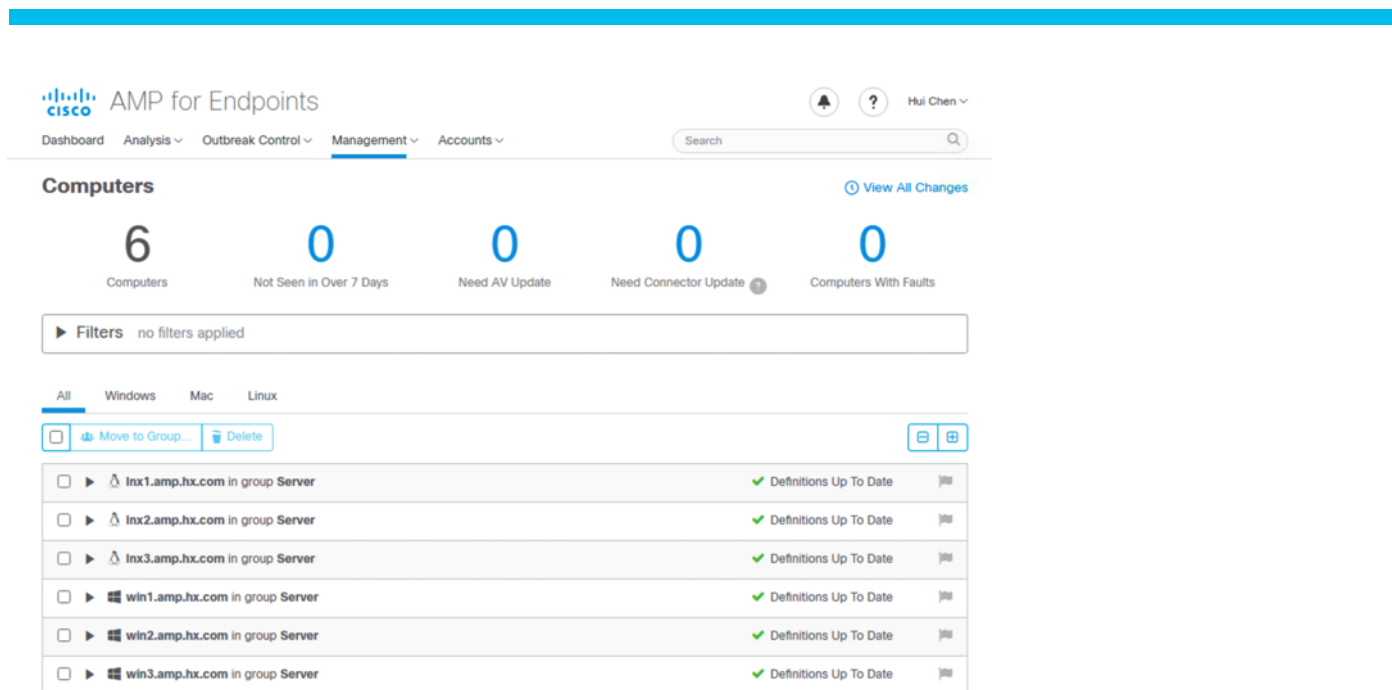 cisco AMP for Endpoints
? Hui Chen
Dashboard Analysis Outbreak Control Management Accounts Search
Computers View All Changes
6 0 0 0 0
Computers Not Seen in Over 7 Days Need AV Update Need Connector Update ? Computers With Faults
Filters no filters applied
All Windows Mac Linux
Move to Group... Delete
lnx1.amp.hx.com in group Server Definitions Up To Date
lnx2.amp.hx.com in group Server Definitions Up To Date
lnx3.amp.hx.com in group Server Definitions Up To Date
win1.amp.hx.com in group Server Definitions Up To Date
win2.amp.hx.com in group Server Definitions Up To Date
win3.amp.hx.com in group Server Definitions Up To Date